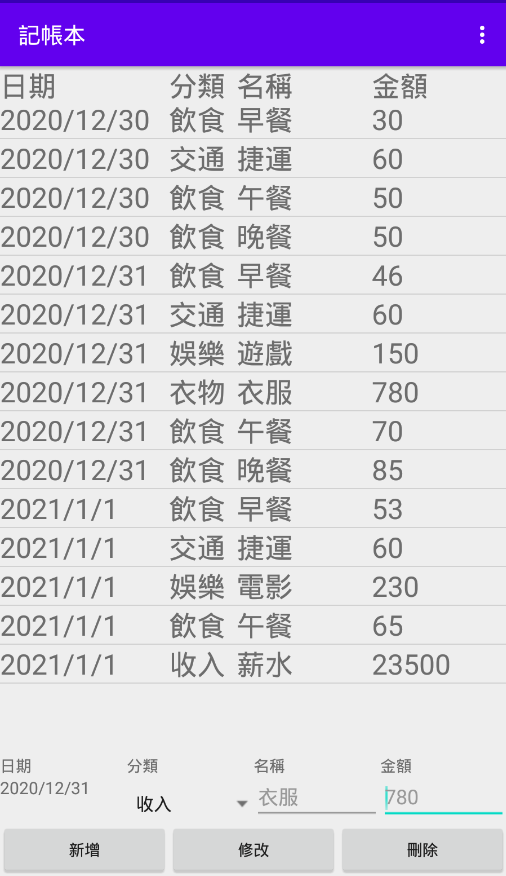 記帳本
日期 分類 名稱 金額
2020/12/30 飲食 早餐 30
2020/12/30 交通 捷運 60
2020/12/30 飲食 午餐 50
2020/12/30 飲食 晚餐 50
2020/12/31 飲食 早餐 46
2020/12/31 交通 捷運 60
2020/12/31 娛樂 遊戲 150
2020/12/31 衣物 衣服 780
2020/12/31 飲食 午餐 70
2020/12/31 飲食 晚餐 85
2021/1/1 飲食 早餐 53
2021/1/1 交通 捷運 60
2021/1/1 娛樂 電影 230
2021/1/1 飲食 午餐 65
2021/1/1 收入 薪水 23500
日期 分類 名稱 金額
2020/12/31 收入 衣服 780
新增 修改 刪除